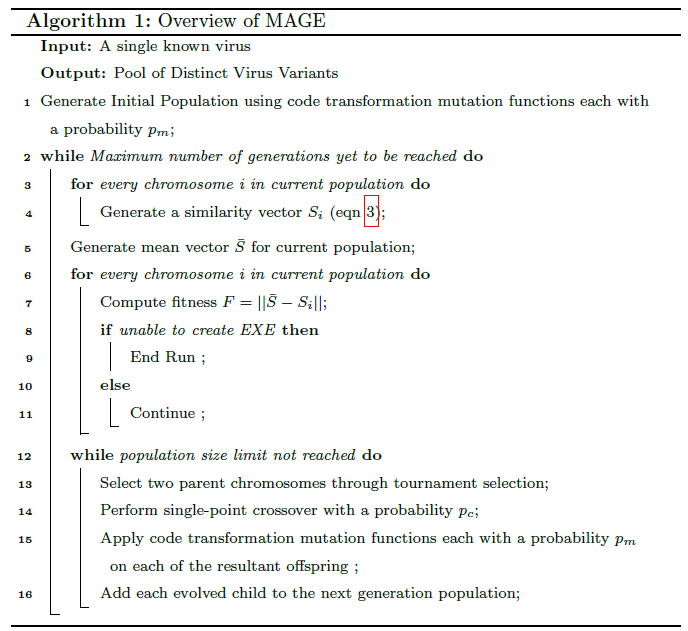 Algorithm 1: Overview of MAGE
Input: A single known virus
Output: Pool of Distinct Virus Variants
1 Generate Initial Population using code transformation mutation functions each with
a probability pₘ;
2 while Maximum number of generations yet to be reached do
3 for every chromosome i in current population do
4 Generate a similarity vector Sᵢ (eqn 3);
5 Generate mean vector S̄ for current population;
6 for every chromosome i in current population do
7 Compute fitness F = ||S̄ − Sᵢ||;
8 if unable to create EXE then
9 End Run ;
10 else
11 Continue ;
12 while population size limit not reached do
13 Select two parent chromosomes through tournament selection;
14 Perform single-point crossover with a probability p_c;
15 Apply code transformation mutation functions each with a probability pₘ
on each of the resultant offspring ;
16 Add each evolved child to the next generation population;